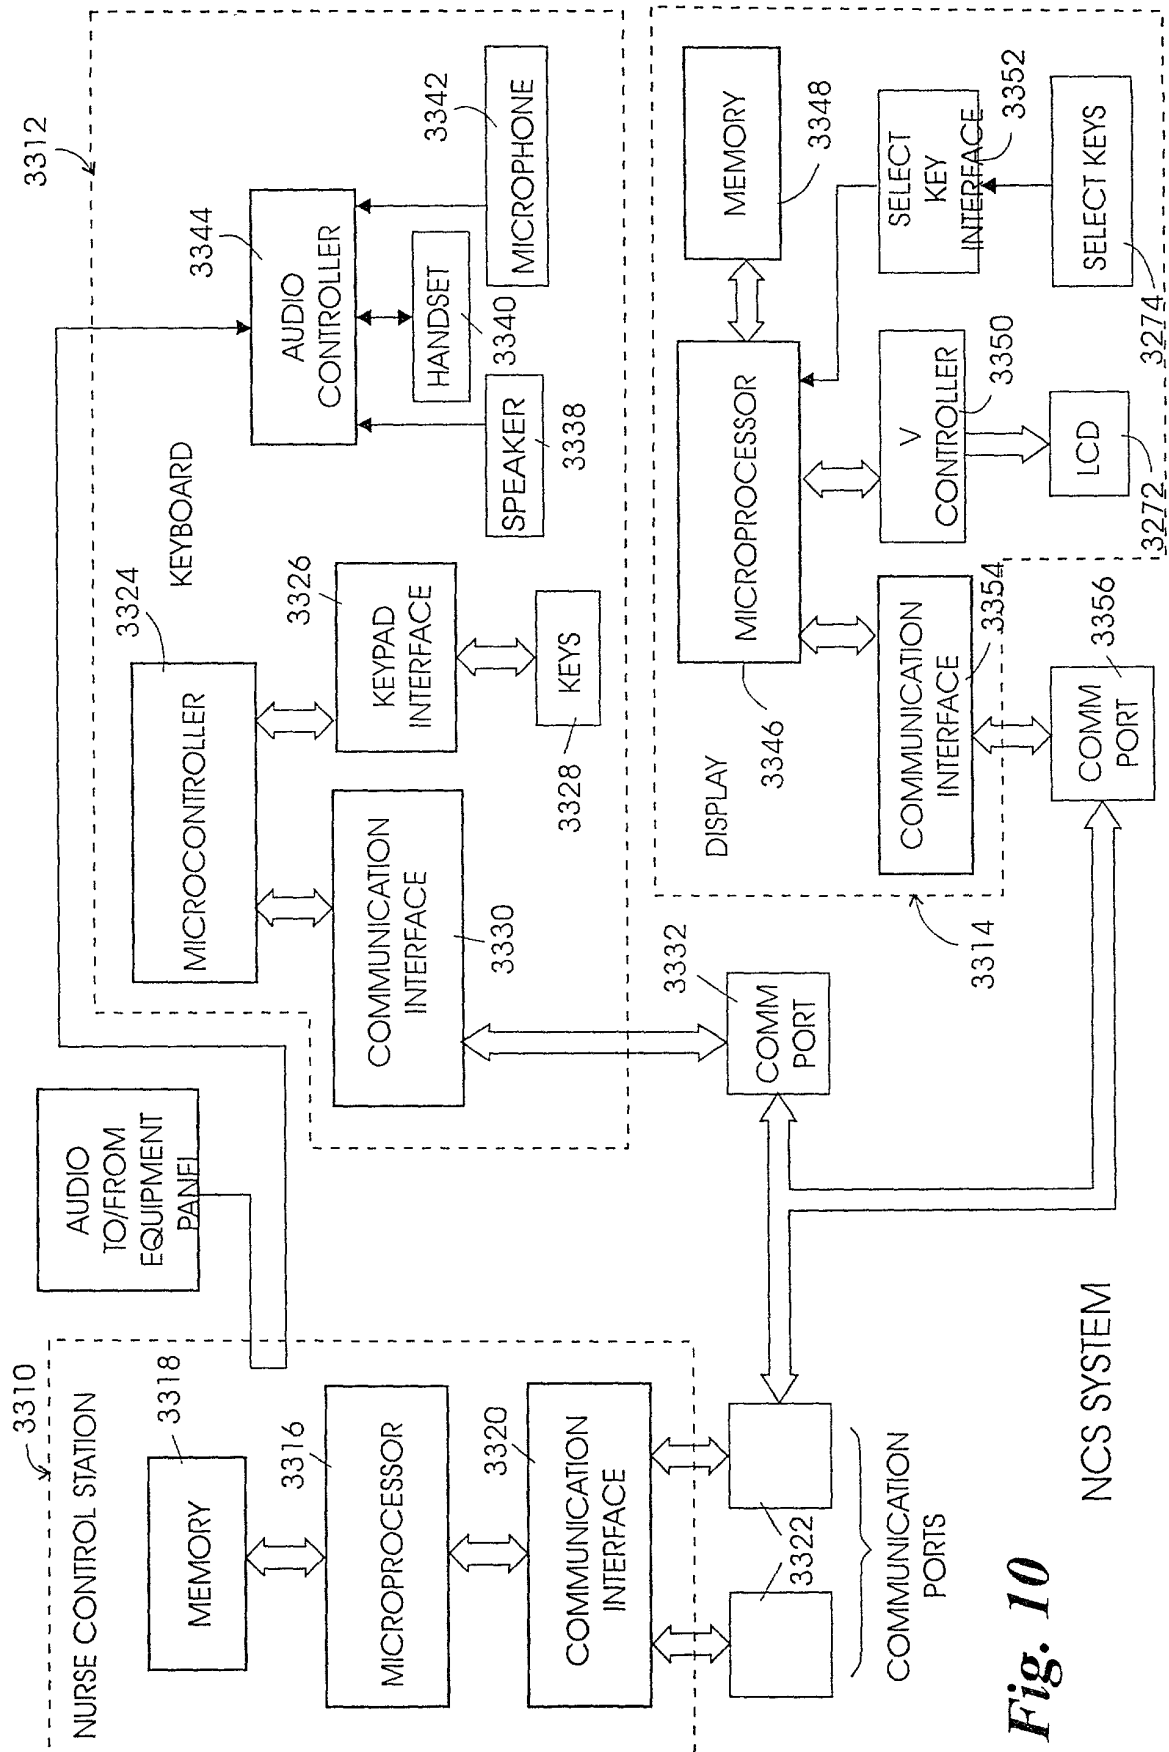 3310
NURSE CONTROL STATION
MEMORY
3318
MICROPROCESSOR
3316
COMMUNICATION
INTERFACE
3320
3322
COMMUNICATION
PORTS
AUDIO
TO/FROM
EQUIPMENT
PANEL
3312
KEYBOARD
MICROCONTROLLER
3324
COMMUNICATION
INTERFACE
3330
KEYPAD
INTERFACE
3326
KEYS
3328
AUDIO
CONTROLLER
3344
SPEAKER
3338
HANDSET
3340
MICROPHONE
3342
COMM
PORT
3332
DISPLAY
3314
MICROPROCESSOR
3346
MEMORY
3348
COMMUNICATION
INTERFACE
3354
V
CONTROLLER
3350
SELECT
KEY
INTERFACE
3352
LCD
3272
SELECT KEYS
3274
COMM
PORT
3356
NCS SYSTEM
Fig. 10